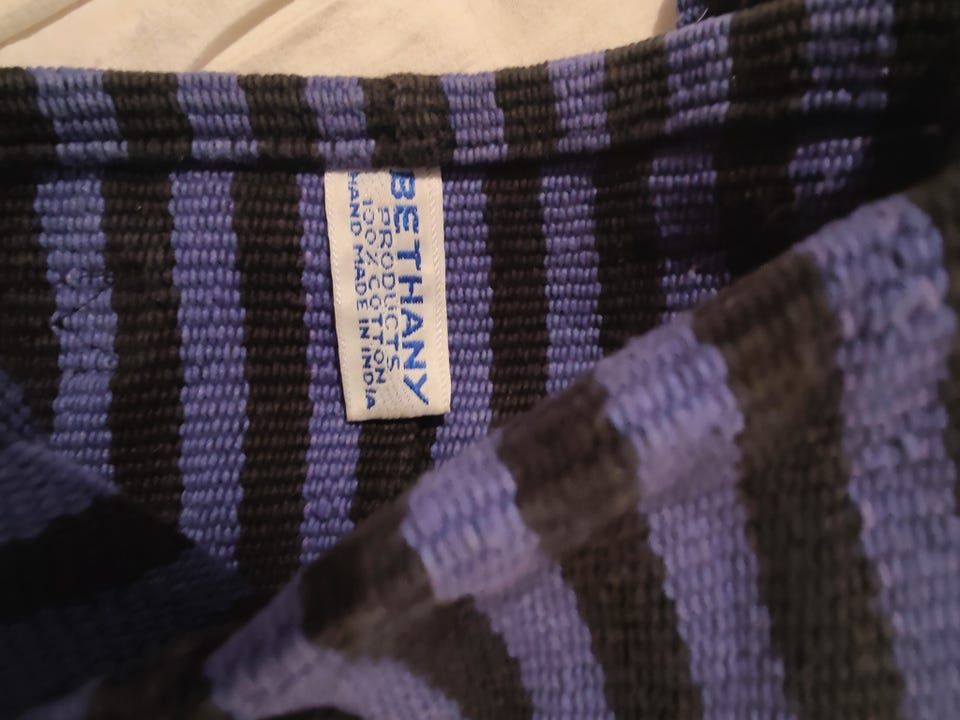 BETHANY
PRODUCTS
100% COTTON
HAND MADE IN INDIA